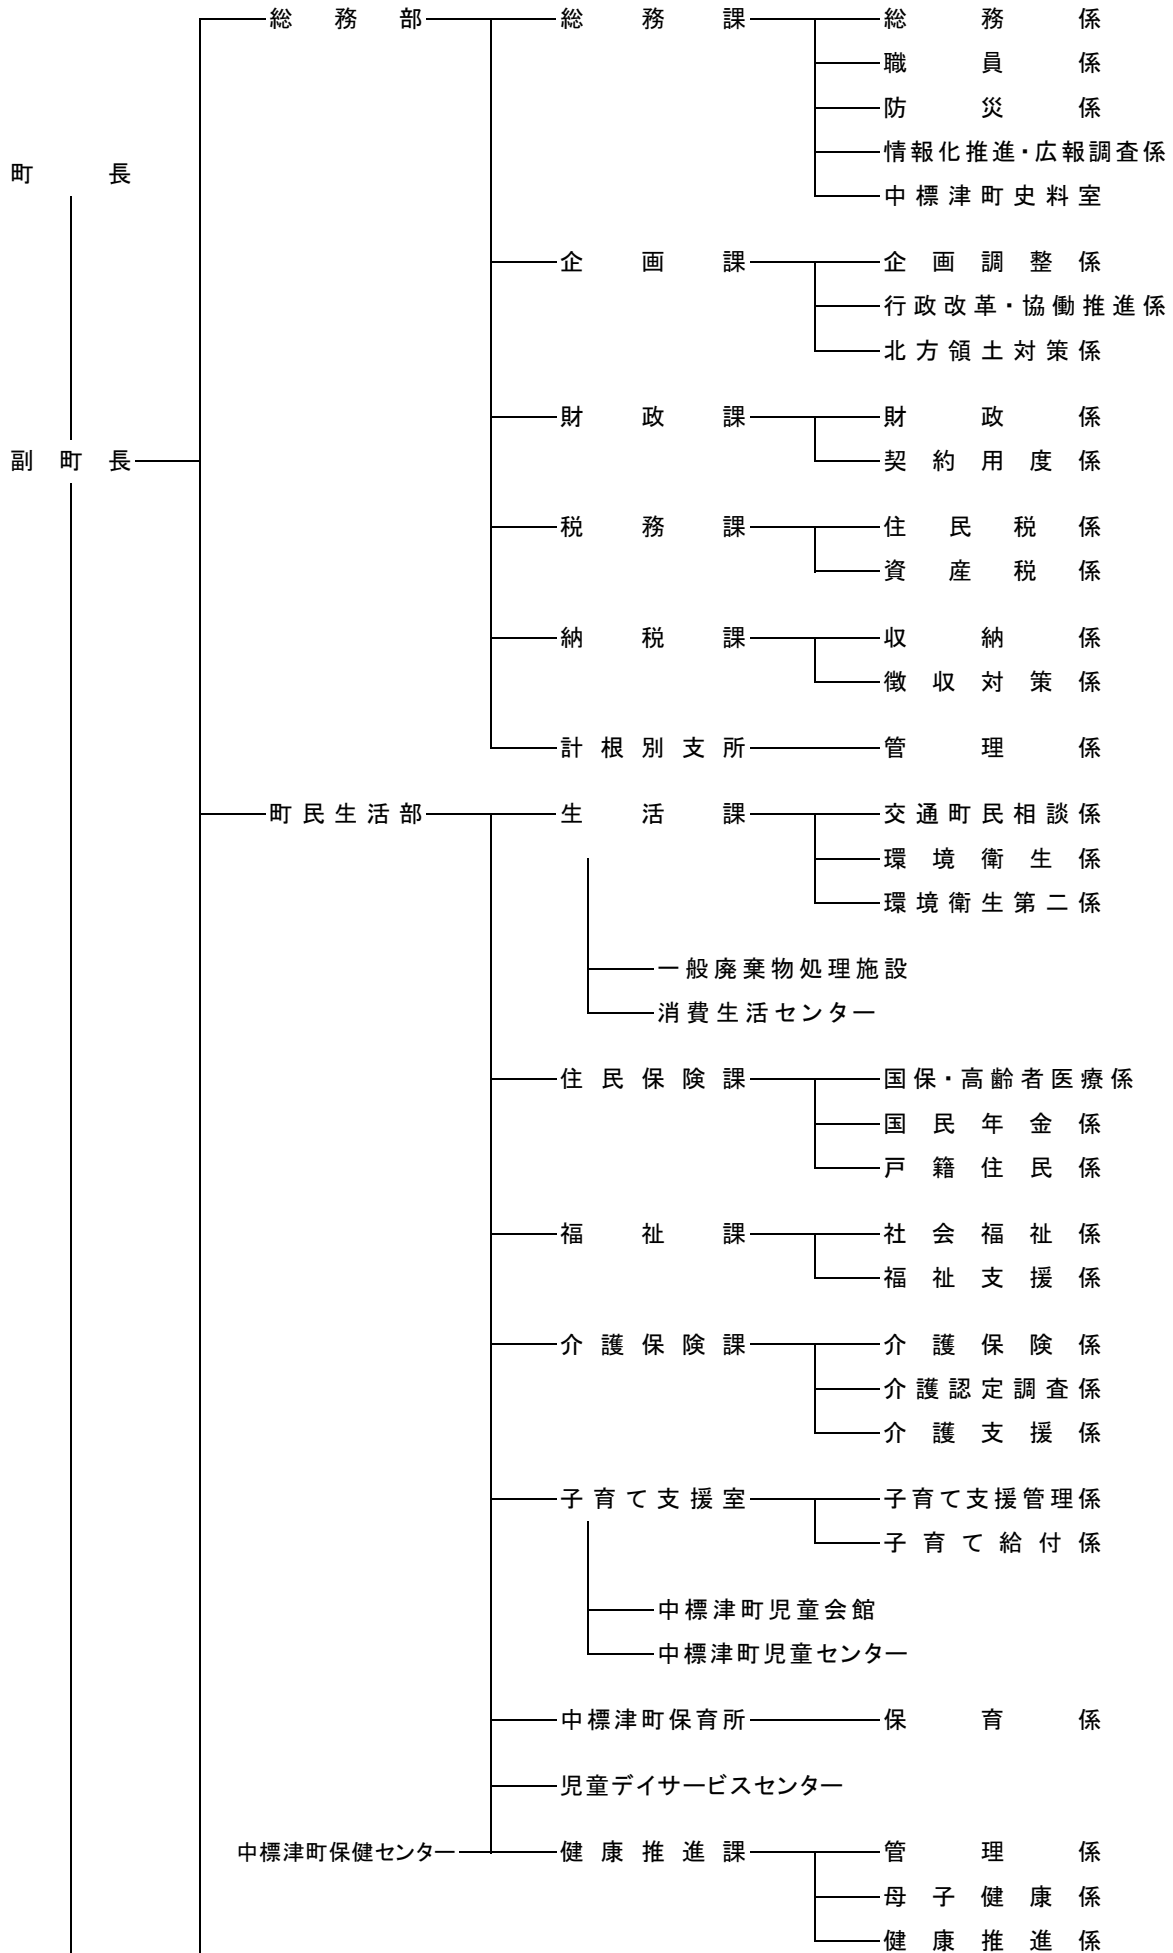 総務部 総務課 総務係
職員係
防災係
情報化推進・広報調査係
町長
中標津町史料室
企画課 企画調整係
行政改革・協働推進係
北方領土対策係
財政課 財政係
副町長 契約用度係
税務課 住民税係
資産税係
納税課 収納係
徴収対策係
計根別支所 管理係
町民生活部 生活課 交通町民相談係
環境衛生係
環境衛生第二係
一般廃棄物処理施設
消費生活センター
住民保険課 国保・高齢者医療係
国民年金係
戸籍住民係
福祉課 社会福祉係
福祉支援係
介護保険課 介護保険係
介護認定調査係
介護支援係
子育て支援室 子育て支援管理係
子育て給付係
中標津町児童会館
中標津町児童センター
中標津町保育所 保育係
児童デイサービスセンター
中標津町保健センター 健康推進課 管理係
母子健康係
健康推進係